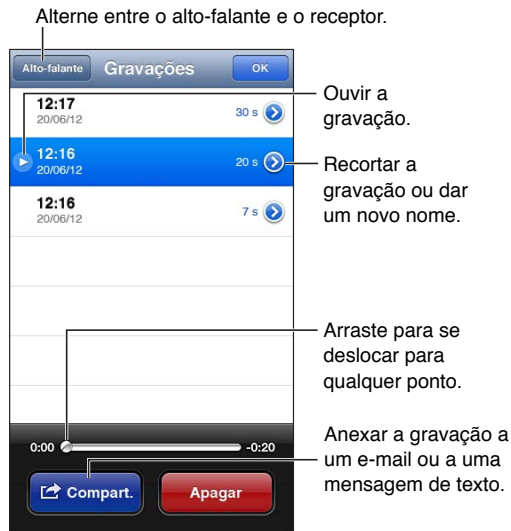 Alterne entre o alto-falante e o receptor.
Alto-falante Gravações OK
12:17
20/06/12
30 s
Ouvir a
gravação.
12:16
20/06/12
20 s
Recortar a
gravação ou dar
um novo nome.
12:16
20/06/12
7 s
Arraste para se
deslocar para
qualquer ponto.
0:00 -0:20
Anexar a gravação a
um e-mail ou a uma
mensagem de texto.
Compart. Apagar